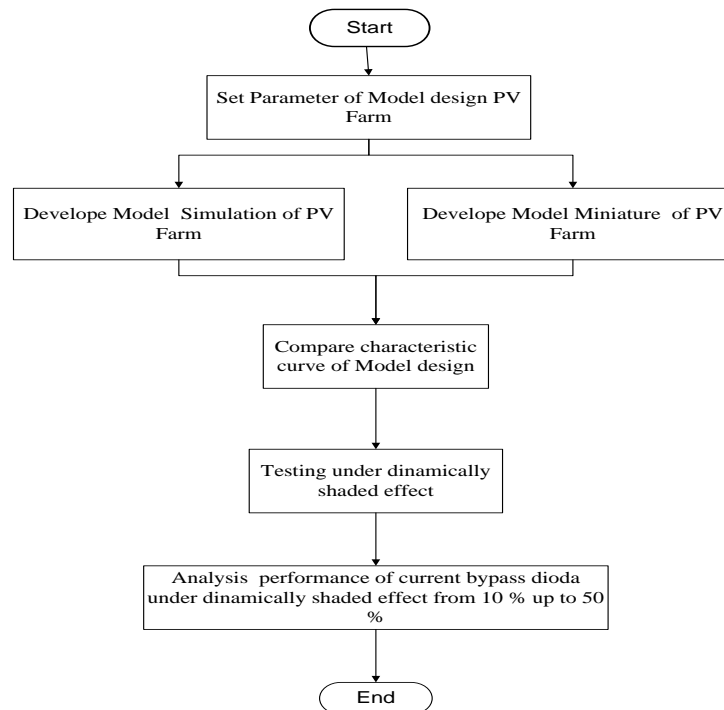 Start
Set Parameter of Model design PV
Farm
Develope Model Simulation of PV
Farm
Develope Model Miniature of PV
Farm
Compare characteristic
curve of Model design
Testing under dinamically
shaded effect
Analysis performance of current bypass dioda
under dinamically shaded effect from 10 % up to 50
%
End